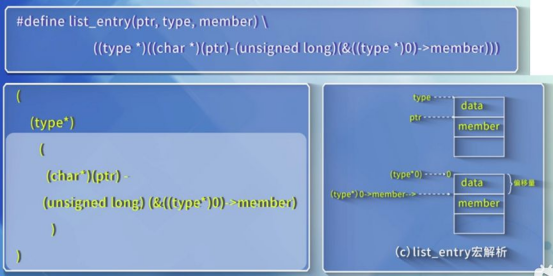 #define list_entry(ptr, type, member) \
((type *)((char *)(ptr)-(unsigned long)(&((type *)0)->member)))
(
(type*)
(
(char*)(ptr) -
(unsigned long) (&((type*)0) ->member)
)
)
type
data
ptr
member
(type*0)
0
data
偏移量
(type*) 0->member-->
member
(c)list_entry宏解析